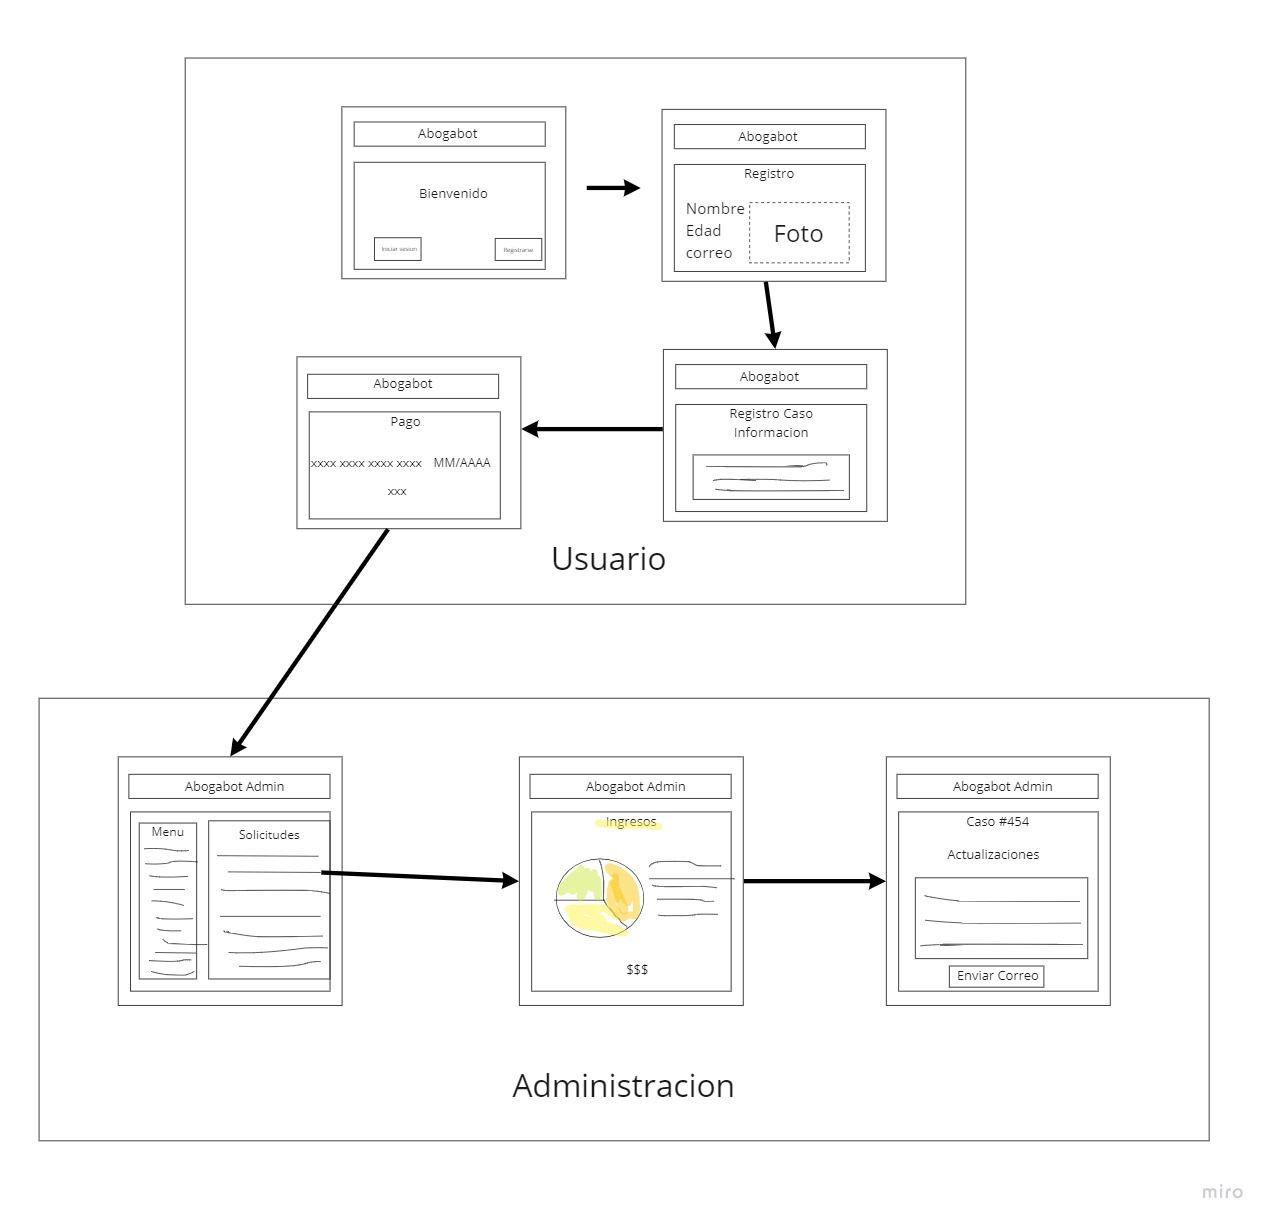 Abogabot
Bienvenido
Iniciar sesion
Registrarse
Abogabot
Registro
Nombre
Edad
correo
Foto
Abogabot
Registro Caso
Informacion
Abogabot
Pago
xxxx xxxx xxxx xxxx MM/AAAA
xxx
Usuario
Abogabot Admin
Menu
Solicitudes
Abogabot Admin
Ingresos
$$$
Abogabot Admin
Caso #454
Actualizaciones
Enviar Correo
Administracion
miro